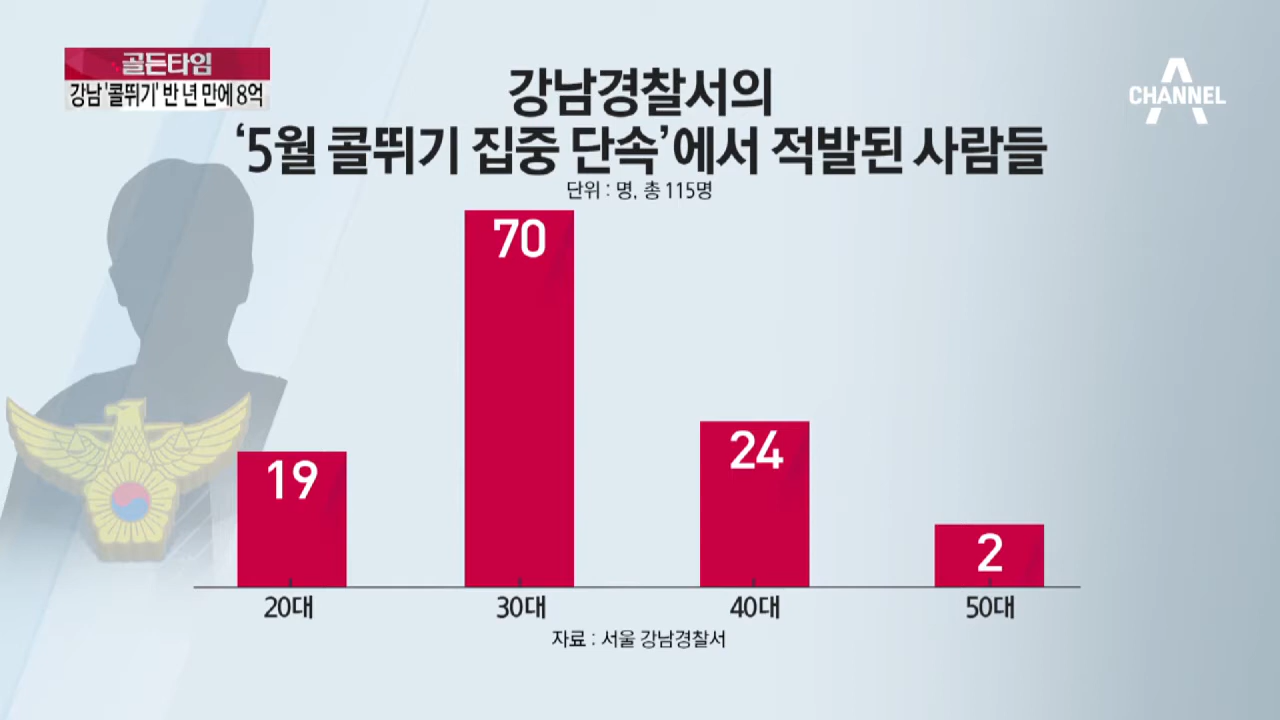 골든타임
강남 '콜뛰기' 반 년 만에 8억
CHANNEL A
강남경찰서의
‘5월 콜뛰기 집중 단속’에서 적발된 사람들
단위 : 명, 총 115명
19
70
24
2
20대
30대
40대
50대
자료 : 서울 강남경찰서